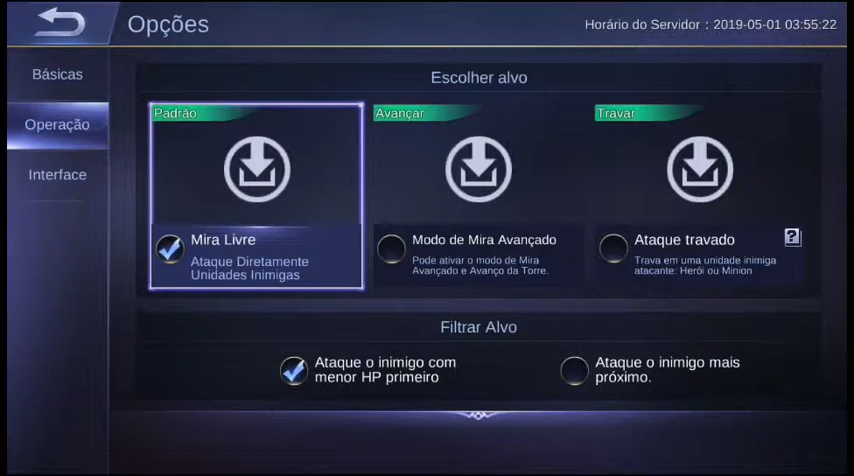 Opções
Horário do Servidor : 2019-05-01 03:55:22
Básicas
Operação
Interface
Escolher alvo
Padrão
Avançar
Travar
Mira Livre
Ataque Diretamente
Unidades Inimigas
Modo de Mira Avançado
Pode ativar o modo de Mira
Avançado e Avanço da Torre.
Ataque travado
?
Trava em uma unidade inimiga
atacante: Herói ou Minion
Filtrar Alvo
Ataque o inimigo com
menor HP primeiro
Ataque o inimigo mais
próximo.